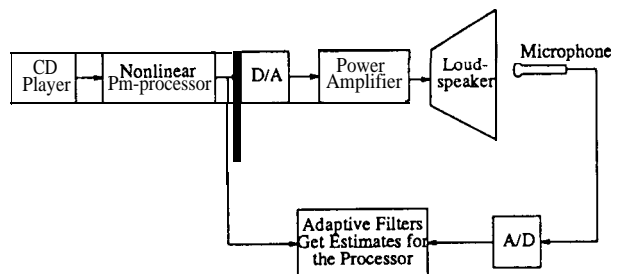 CD
Player
Nonlinear
Pm-processor
D/A
Power
Amplifier
Loud-
speaker
Microphone
Adaptive Filters
Get Estimates for
the Processor
A/D